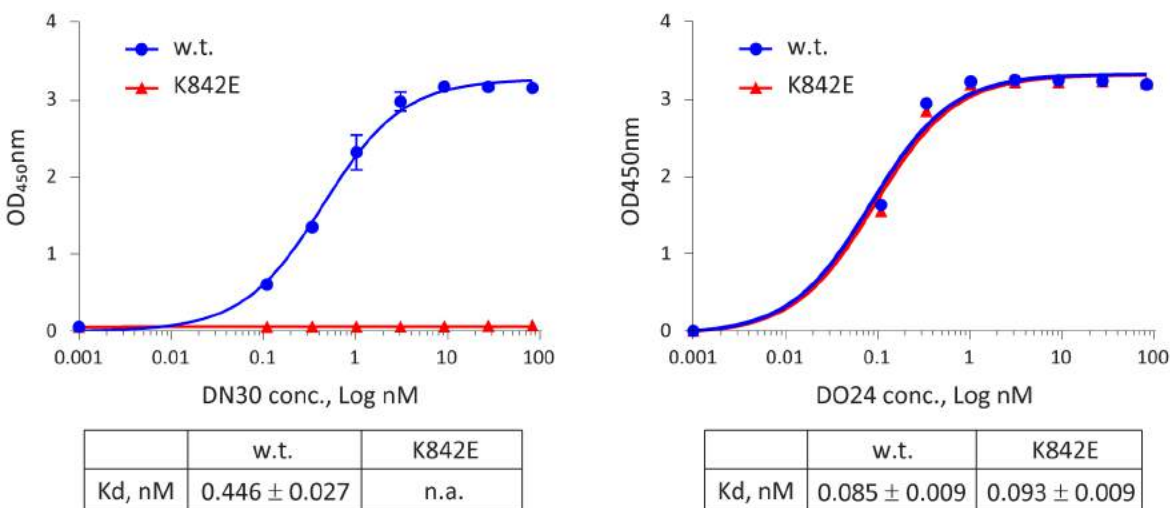 4
3
2
1
0
OD450nm
w.t.
K842E
0.001 0.01 0.1 1 10 100
DN30 conc., Log nM
w.t. K842E
Kd, nM 0.446 ± 0.027 n.a.
4
3
2
1
0
OD450nm
w.t.
K842E
0.001 0.01 0.1 1 10 100
DO24 conc., Log nM
w.t. K842E
Kd, nM 0.085 ± 0.009 0.093 ± 0.009